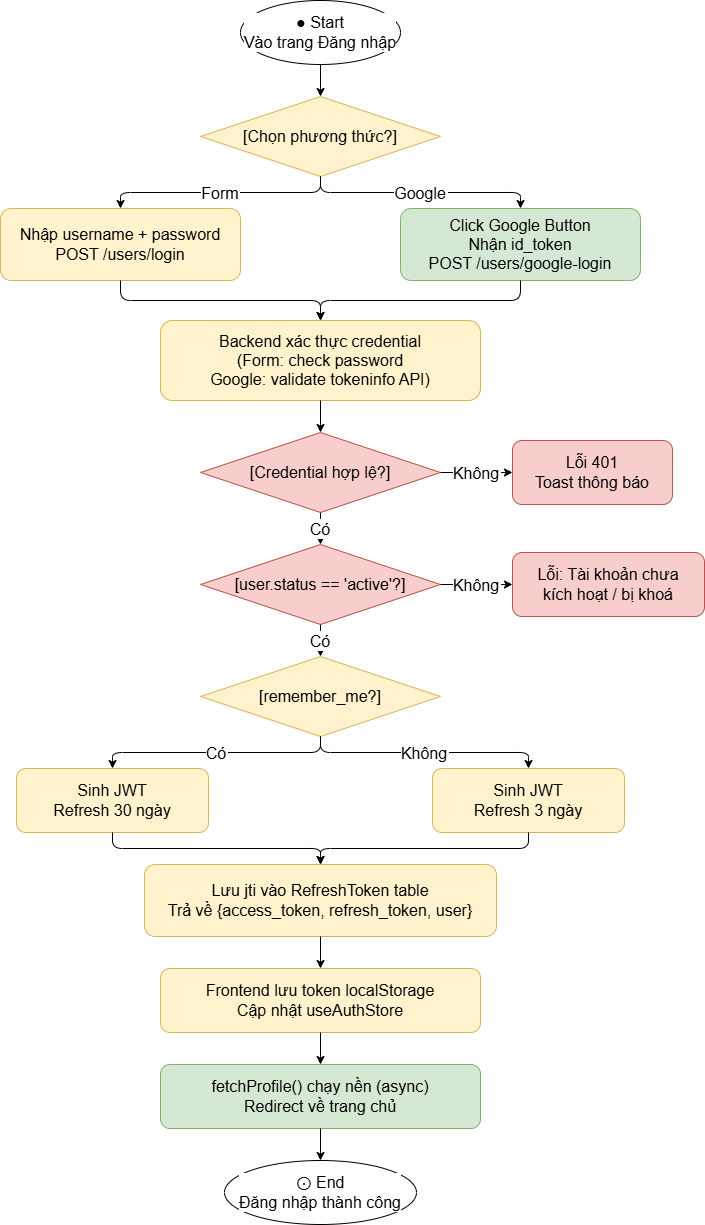 ● Start
Vào trang Đăng nhập
[Chọn phương thức?]
Form
Google
Nhập username + password
POST /users/login
Click Google Button
Nhận id_token
POST /users/google-login
Backend xác thực credential
(Form: check password
Google: validate tokeninfo API)
[Credential hợp lệ?]
Không
Lỗi 401
Toast thông báo
Có
[user.status == 'active'?]
Không
Lỗi: Tài khoản chưa
kích hoạt / bị khoá
Có
[remember_me?]
Có
Không
Sinh JWT
Refresh 30 ngày
Sinh JWT
Refresh 3 ngày
Lưu jti vào RefreshToken table
Trả về {access_token, refresh_token, user}
Frontend lưu token localStorage
Cập nhật useAuthStore
fetchProfile() chạy nền (async)
Redirect về trang chủ
⊙ End
Đăng nhập thành công